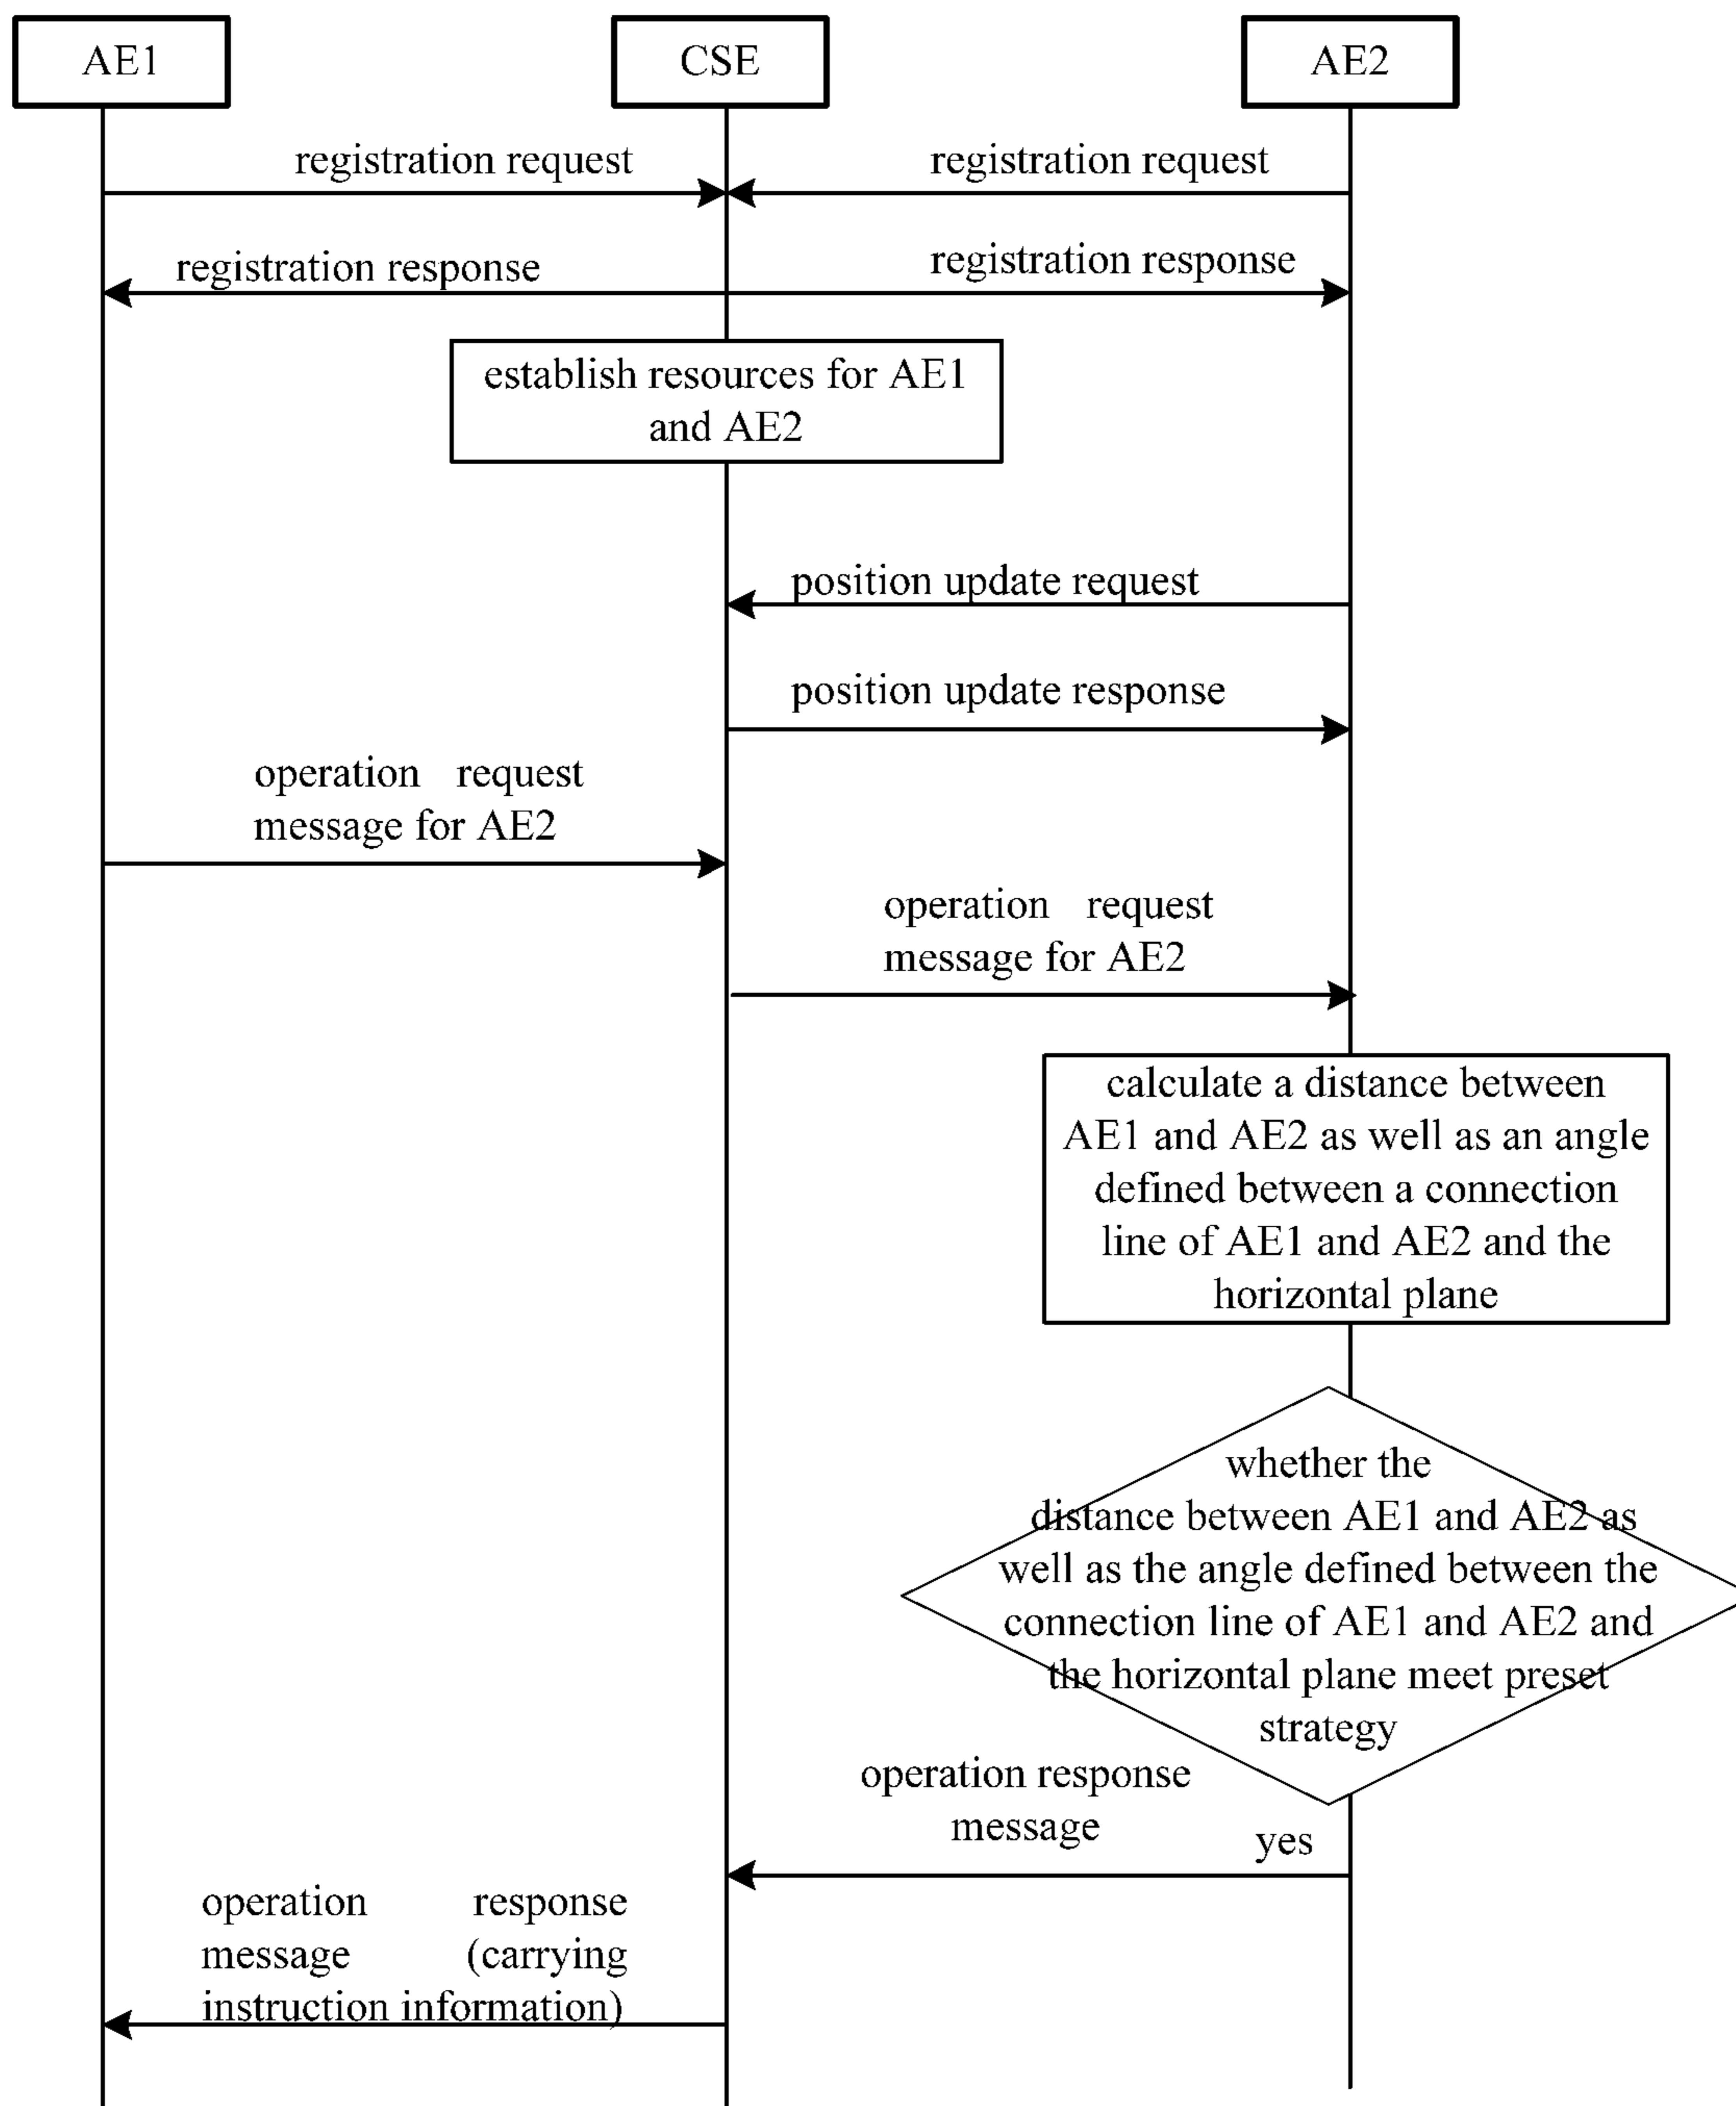 AE1
CSE
AE2
registration request
registration request
registration response
registration response
establish resources for AE1
and AE2
position update request
position update response
operation request
message for AE2
operation request
message for AE2
calculate a distance between
AE1 and AE2 as well as an angle
defined between a connection
line of AE1 and AE2 and the
horizontal plane
whether the
distance between AE1 and AE2 as
well as the angle defined between the
connection line of AE1 and AE2 and
the horizontal plane meet preset
strategy
operation response
message
yes
operation response
message (carrying
instruction information)